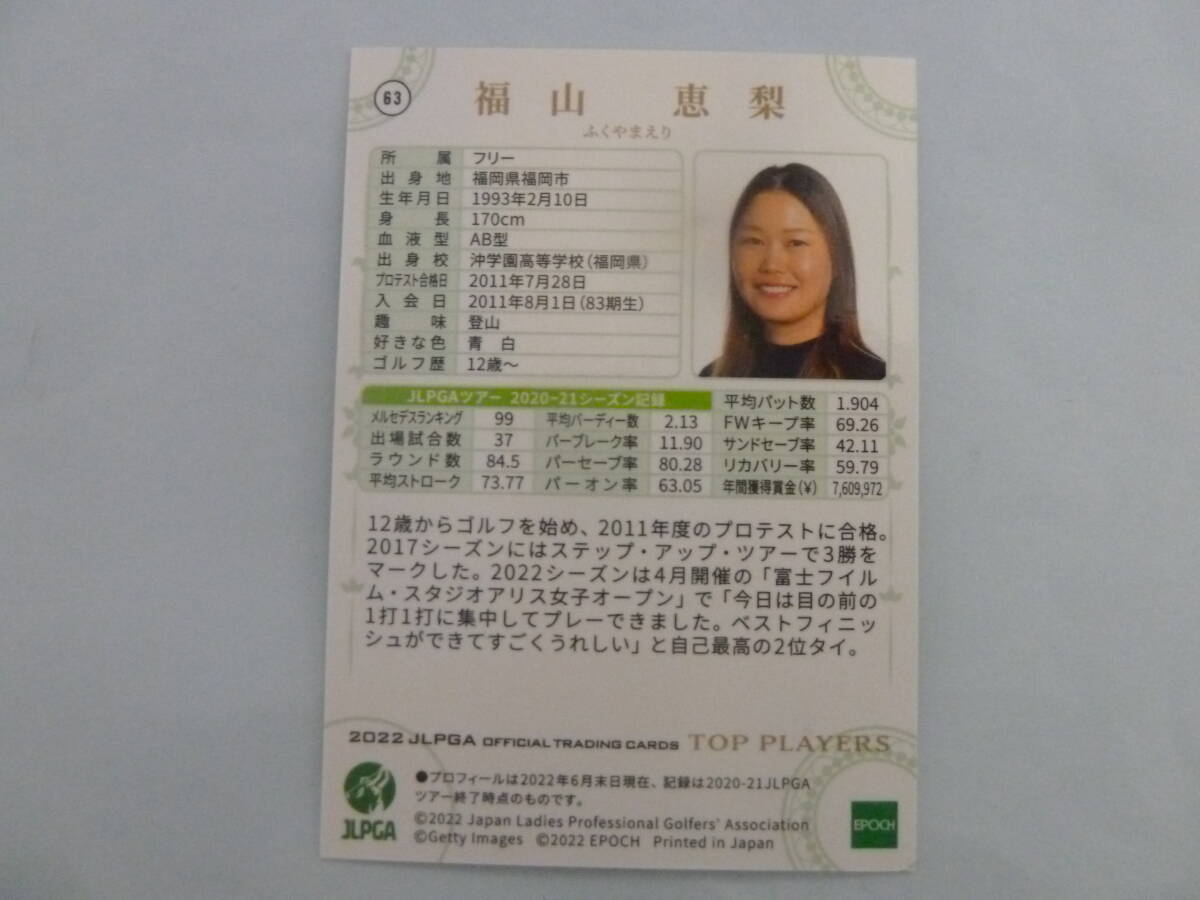 63
福山 恵梨
ふくやまえり
所属 フリー
出身地 福岡県福岡市
生年月日 1993年2月10日
身長 170cm
血液型 AB型
出身校 沖学園高等学校(福岡県)
プロテスト合格日 2011年7月28日
入会日 2011年8月1日(83期生)
趣味 登山
好きな色 青 白
ゴルフ歴 12歳~
JLPGAツアー 2020-21シーズン記録 平均パット数 1.904
メルセデスランキング 99 平均バーディー数 2.13 FWキープ率 69.26
出場試合数 37 パーブレーク率 11.90 サンドセーブ率 42.11
ラウンド数 84.5 パーセーブ率 80.28 リカバリー率 59.79
平均ストローク 73.77 パーオン率 63.05 年間獲得賞金(¥) 7,609,972
12歳からゴルフを始め、2011年度のプロテストに合格。
2017シーズンにはステップ・アップ・ツアーで3勝を
マークした。2022シーズンは4月開催の「富士フイル
ム・スタジオアリス女子オープン」で「今日は目の前の
1打1打に集中してプレーできました。ベストフィニッ
シュができてすごくうれしい」と自己最高の2位タイ。
2022 JLPGA OFFICIAL TRADING CARDS TOP PLAYERS
●プロフィールは2022年6月末日現在、記録は2020-21JLPGA
ツアー終了時点のものです。
©2022 Japan Ladies Professional Golfers' Association
©Getty Images ©2022 EPOCH Printed in Japan
JLPGA
EPOCH